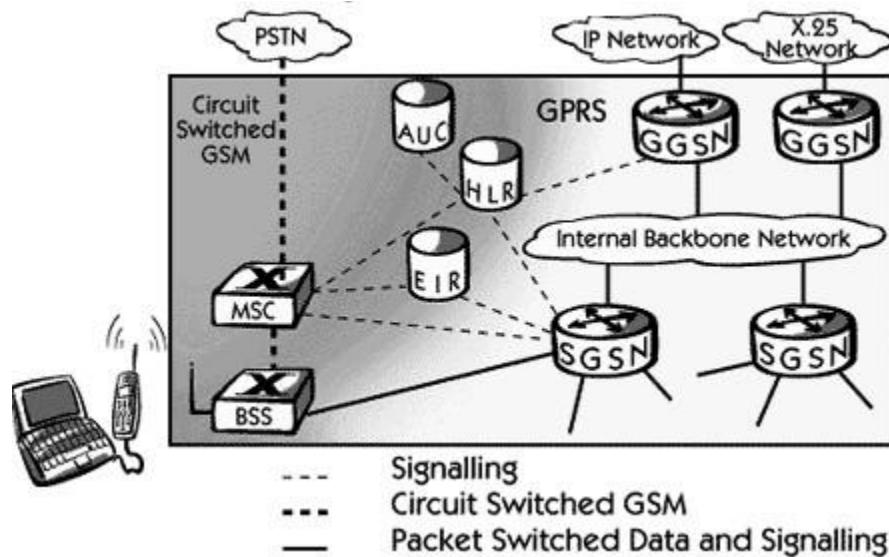 PSTN
IP Network
X.25
Network
Circuit
Switched
GSM
AUC
GPRS
GGSN
GGSN
HLR
Internal Backbone Network
EIR
MSC
SGSN
SGSN
BSS
Signalling
Circuit Switched GSM
Packet Switched Data and Signalling